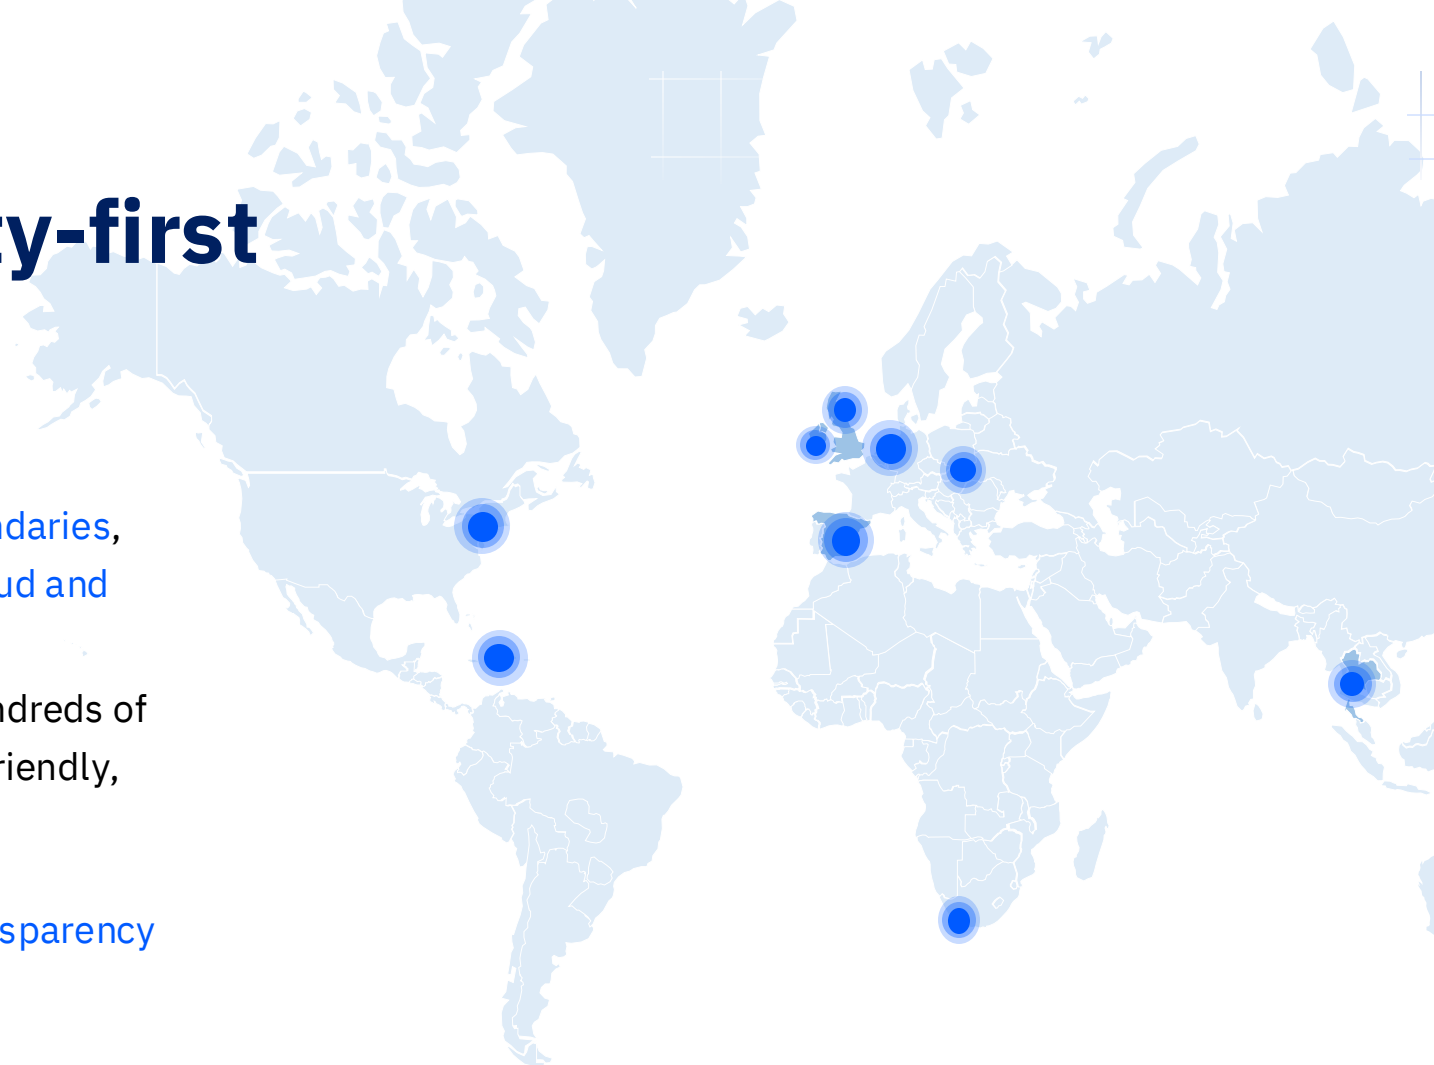 ty-first
ndaries,
ud and
ndreds of
riendly,
sparency